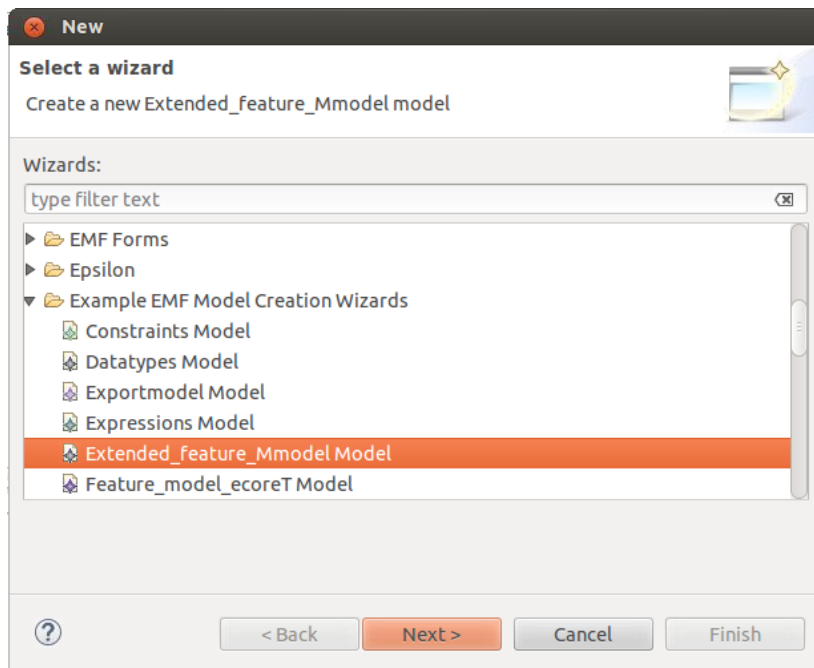 New
Select a wizard
Create a new Extended_feature_Mmodel model
Wizards:
type filter text
EMF Forms
Epsilon
Example EMF Model Creation Wizards
Constraints Model
Datatypes Model
Exportmodel Model
Expressions Model
Extended_feature_Mmodel Model
Feature_model_ecoreT Model
? < Back Next > Cancel Finish